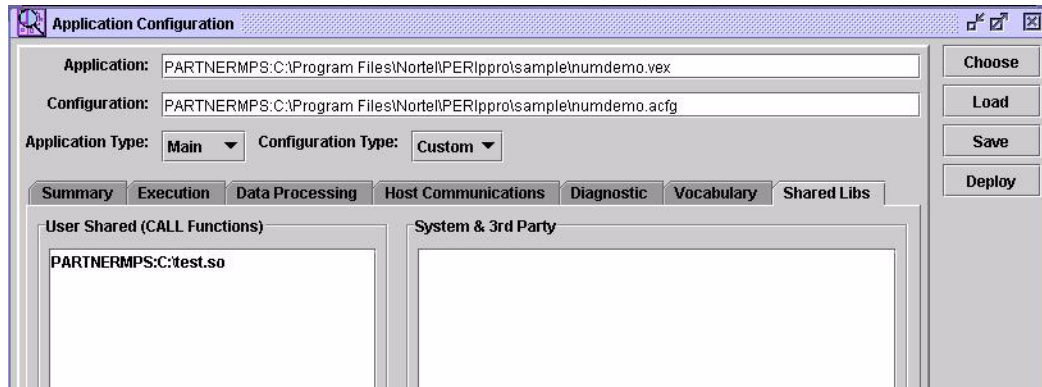 Application Configuration
Application: PARTNERMPS:C:\Program Files\Nortel\PERIppro\sample\numdemo.vex
Choose
Configuration: PARTNERMPS:C:\Program Files\Nortel\PERIppro\sample\numdemo.acfg
Load
Application Type: Main Configuration Type: Custom
Save
Deploy
Summary Execution Data Processing Host Communications Diagnostic Vocabulary Shared Libs
User Shared (CALL Functions) System & 3rd Party
PARTNERMPS:C:\test.so